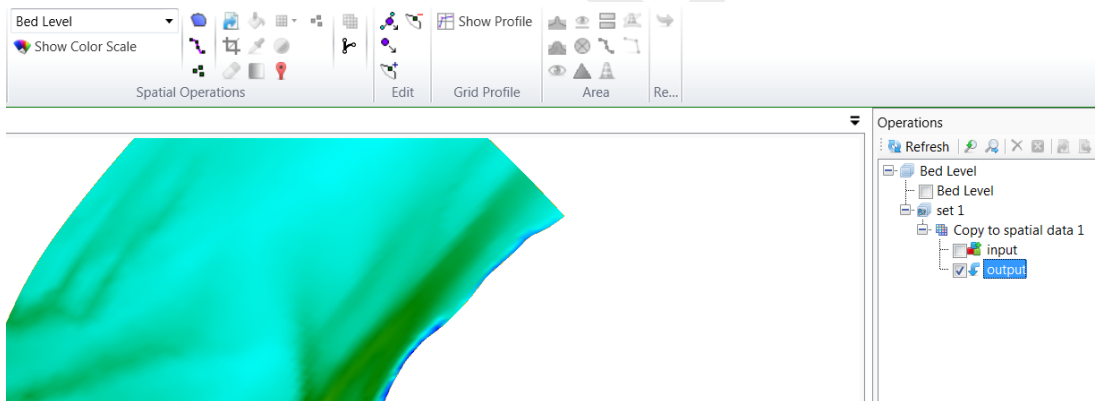 Bed Level
Show Color Scale
Spatial Operations
Edit
Show Profile
Grid Profile
Area
Re...
Operations
Refresh
Bed Level
Bed Level
set 1
Copy to spatial data 1
input
output